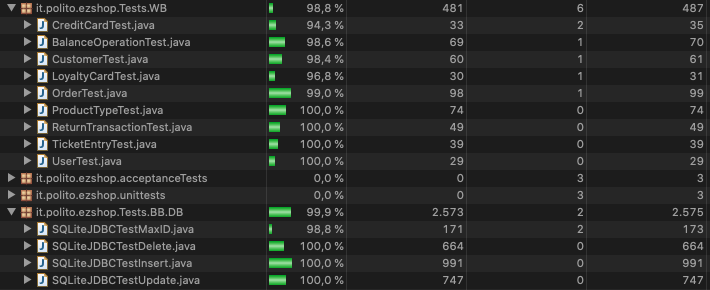 it.polito.ezshop.Tests.WB 98,8 % 481 6 487
CreditCardTest.java 94,3 % 33 2 35
BalanceOperationTest.java 98,6 % 69 1 70
CustomerTest.java 98,4 % 60 1 61
LoyaltyCardTest.java 96,8 % 30 1 31
OrderTest.java 99,0 % 98 1 99
ProductTypeTest.java 100,0 % 74 0 74
ReturnTransactionTest.java 100,0 % 49 0 49
TicketEntryTest.java 100,0 % 39 0 39
UserTest.java 100,0 % 29 0 29
it.polito.ezshop.acceptanceTests 0,0 % 0 3 3
it.polito.ezshop.unittests 0,0 % 0 3 3
it.polito.ezshop.Tests.BB.DB 99,9 % 2.573 2 2.575
SQLiteJDBCTestMaxID.java 98,8 % 171 2 173
SQLiteJDBCTestDelete.java 100,0 % 664 0 664
SQLiteJDBCTestInsert.java 100,0 % 991 0 991
SQLiteJDBCTestUpdate.java 100,0 % 747 0 747